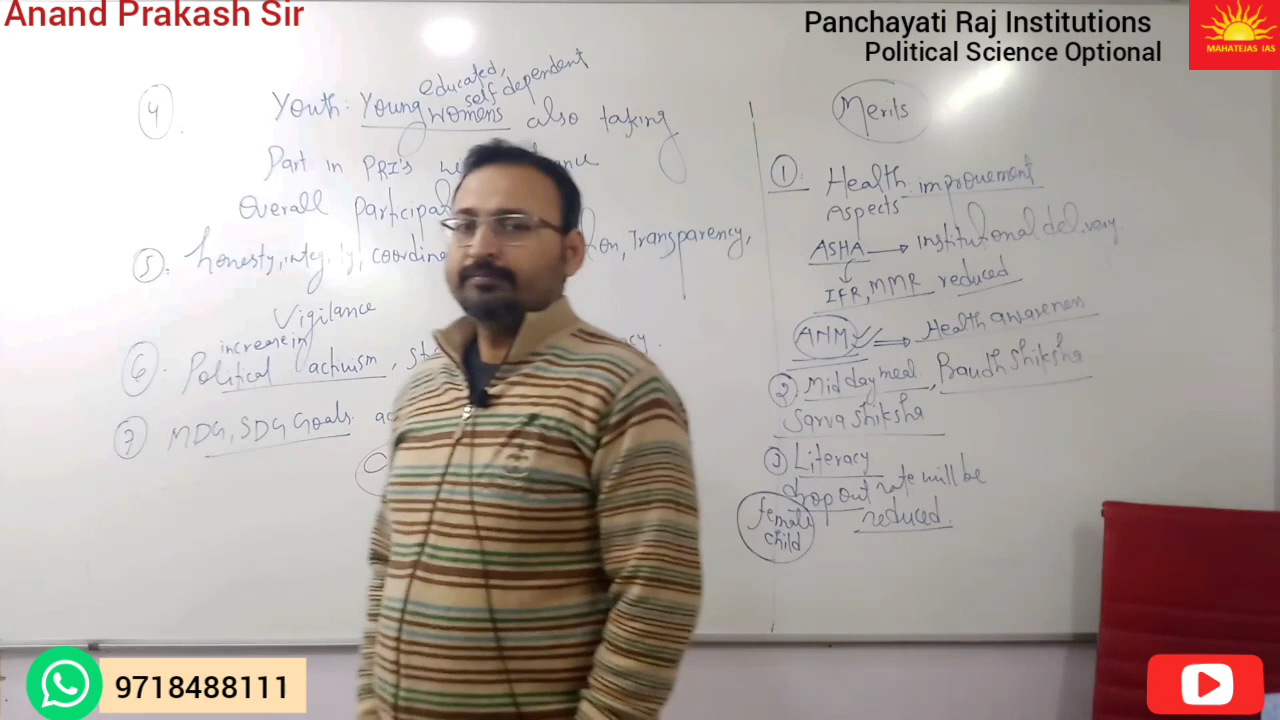 Anand Prakash Sir
Panchayati Raj Institutions
Political Science Optional
MAHATEJAS IAS
4.
educated,
self dependent
Youth: Young womens also taking
Part in PRI's
Overall
5. honesty, integrity, Transparency,
Vigilance
increase in
6. Political activism,
7 MDG, SDG Goals
Merits
1. Health improvement
Aspects
ASHA → institutional delivery
IFR, MMR reduced
ANM ⇒ Health awareness
2 Mid day meal, Praudh Shiksha
Sarva shiksha
3 Literacy
drop out rate will be
female reduced.
child
9718488111